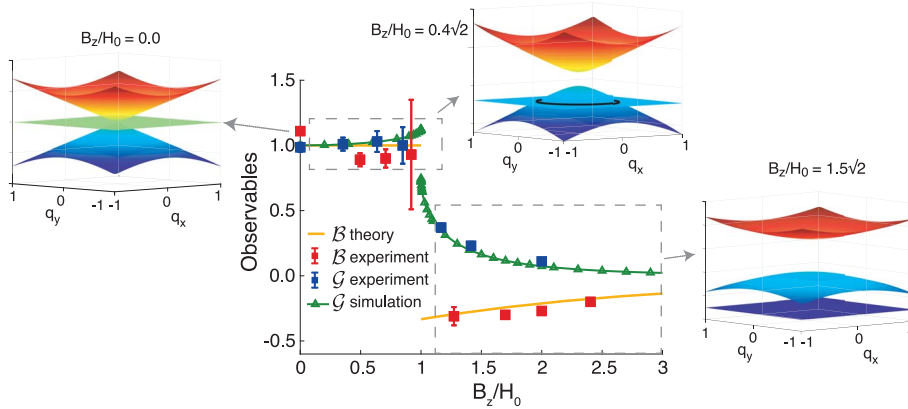 B_z/H_0 = 0.0
1
0
-1
-1
0
1
q_y
q_x
B_z/H_0 = 0.4√2
1
0
-1
-1
0
1
q_y
q_x
B_z/H_0 = 1.5√2
1
0
-1
-1
0
1
q_y
q_x
Observables
1.5
1.0
0.5
0.0
-0.5
ℬ theory
ℬ experiment
𝒢 experiment
𝒢 simulation
0 0.5 1 1.5 2 2.5 3
B_z/H_0